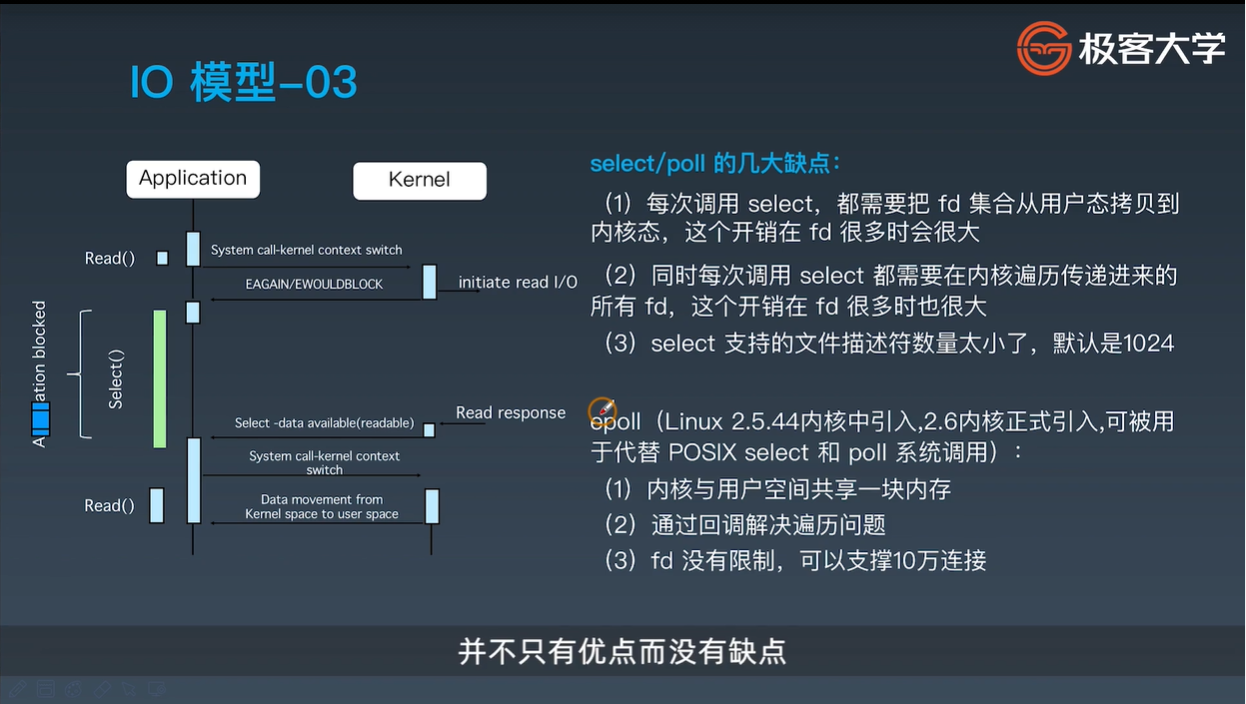 极客大学
IO 模型-03
Application
Kernel
Read()
System call-kernel context switch
EAGAIN/EWOULDBLOCK
initiate read I/O
ation blocked
Select()
Select -data available(readable)
Read response
System call-kernel context
switch
Read()
Data movement from
Kernel space to user space
select/poll 的几大缺点：
（1）每次调用 select，都需要把 fd 集合从用户态拷贝到
内核态，这个开销在 fd 很多时会很大
（2）同时每次调用 select 都需要在内核遍历传递进来的
所有 fd，这个开销在 fd 很多时也很大
（3）select 支持的文件描述符数量太小了，默认是1024
epoll（Linux 2.5.44内核中引入,2.6内核正式引入,可被用
于代替 POSIX select 和 poll 系统调用）：
（1）内核与用户空间共享一块内存
（2）通过回调解决遍历问题
（3）fd 没有限制，可以支撑10万连接
并不只有优点而没有缺点